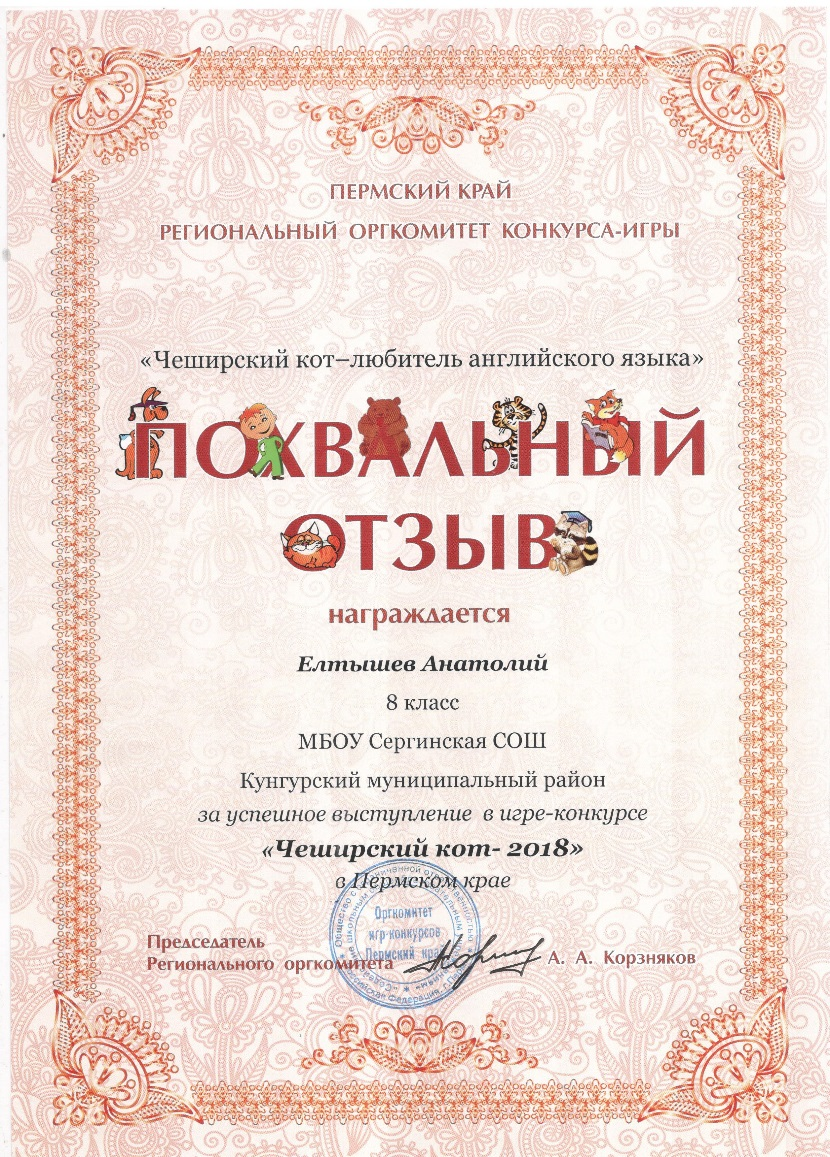 ПЕРМСКИЙ КРАЙ
РЕГИОНАЛЬНЫЙ ОРГКОМИТЕТ КОНКУРСА-ИГРЫ
«Чеширский кот–любитель английского языка»
ПОХВАЛЬНЫЙ
ОТЗЫВ
награждается
Елтышев Анатолий
8 класс
МБОУ Сергинская СОШ
Кунгурский муниципальный район
за успешное выступление в игре-конкурсе
«Чеширский кот- 2018»
в Пермском крае
Оргкомитет
игр-конкурсов
Пермский край
Председатель
Регионального оргкомитета
А. А. Корзняков